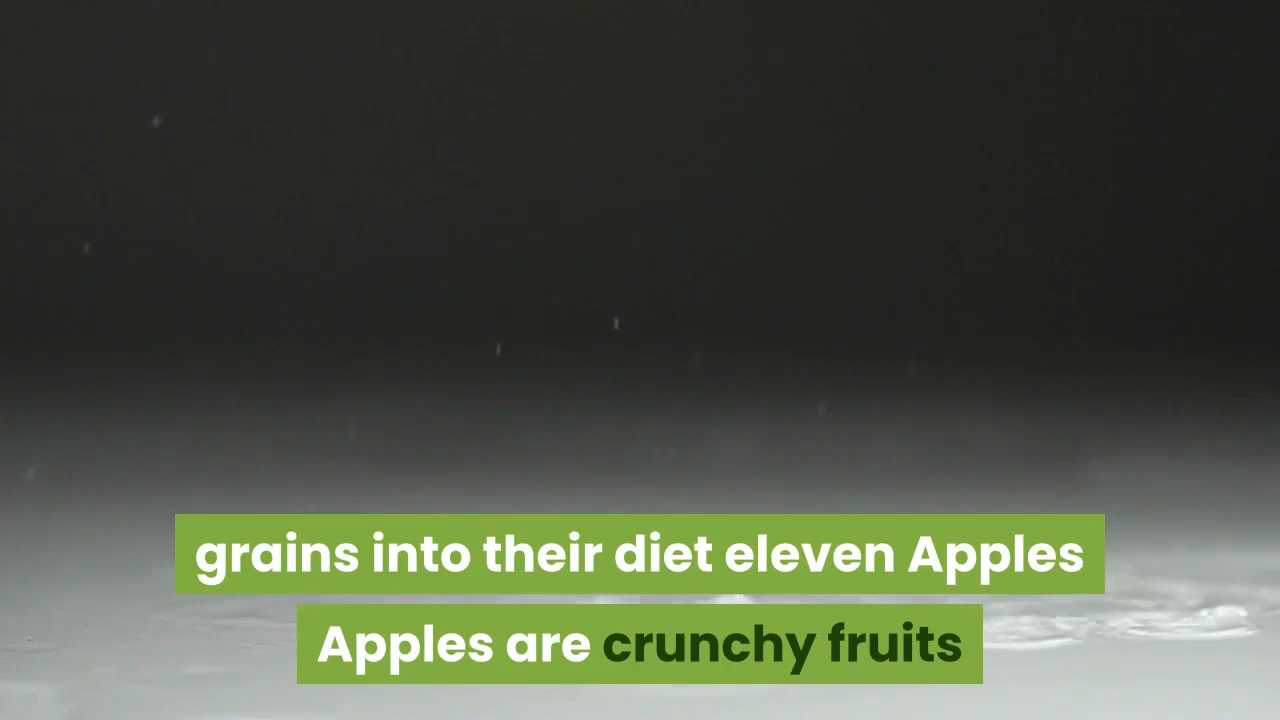 grains into their diet eleven Apples
Apples are crunchy fruits